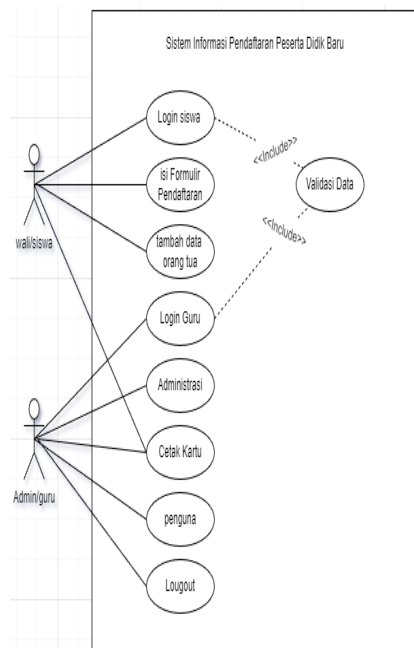 Sistem Informasi Pendaftaran Peserta Didik Baru
Login siswa
<<Include>>
isi Formulir
Pendaftaran
Validasi Data
wali/siswa
tambah data
orang tua
<<Include>>
Login Guru
Administrasi
Cetak Kartu
Admin/guru
penguna
Lougout